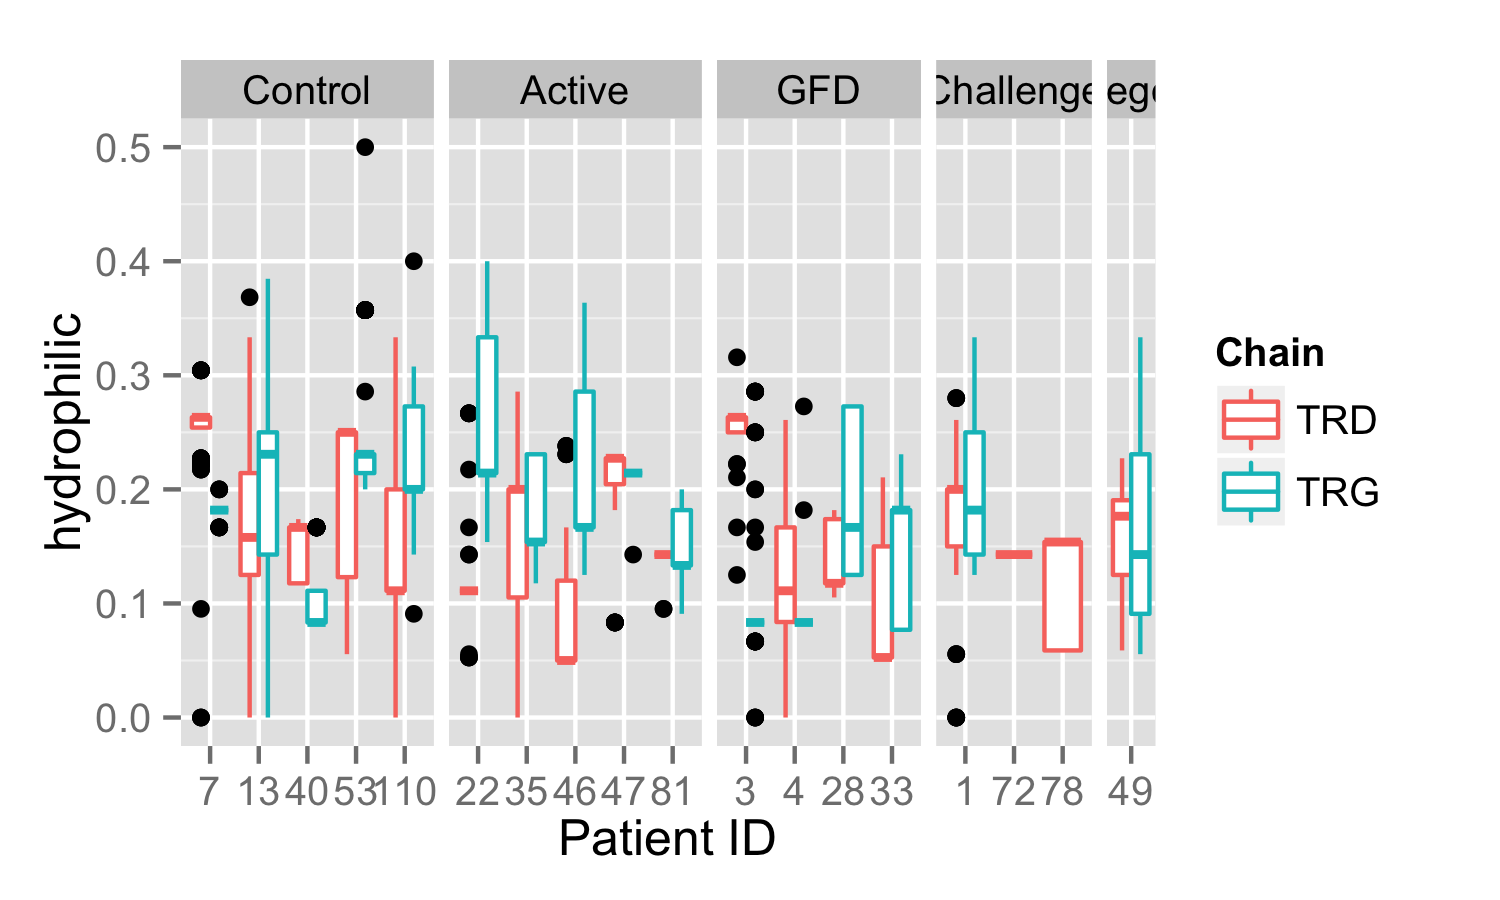 Control Active GFD Challenge
0.5
0.4
0.3
0.2
0.1
0.0
hydrophilic
7 13 40 53 110 22 35 46 47 81 3 4 28 33 1 72 78 49
Patient ID
Chain
TRD
TRG